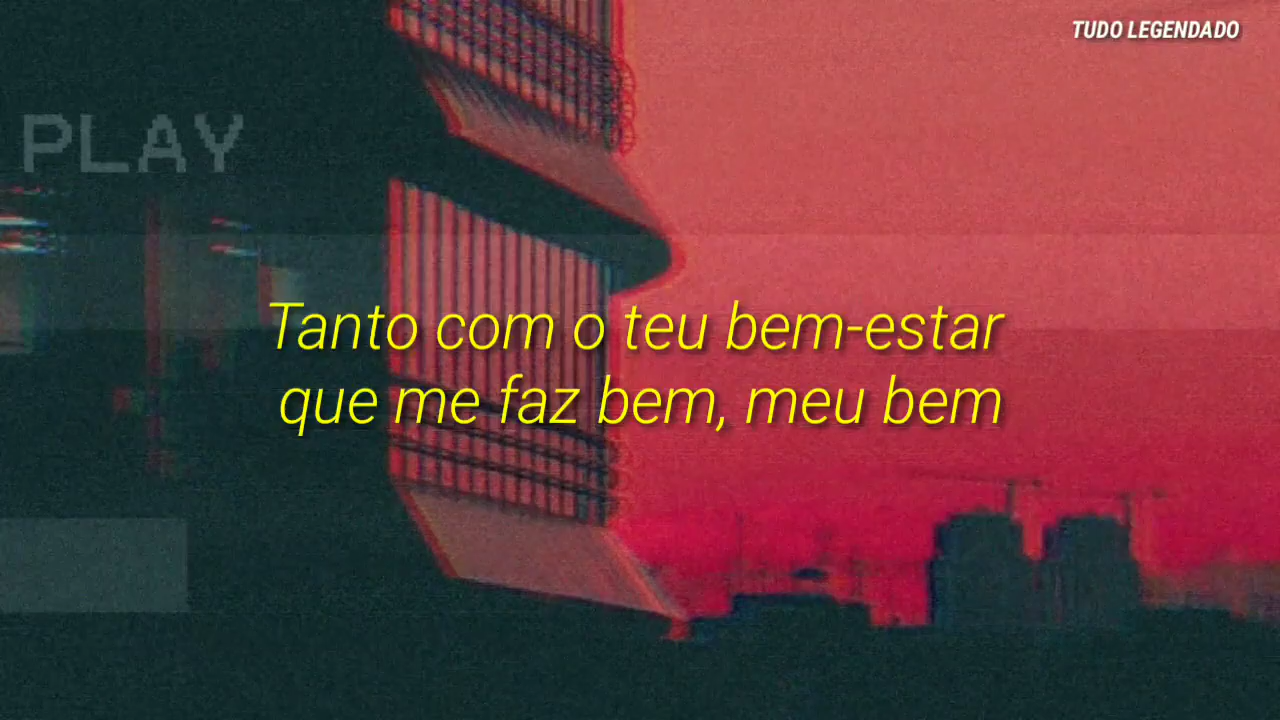 TUDO LEGENDADO
PLAY
Tanto com o teu bem-estar
que me faz bem, meu bem